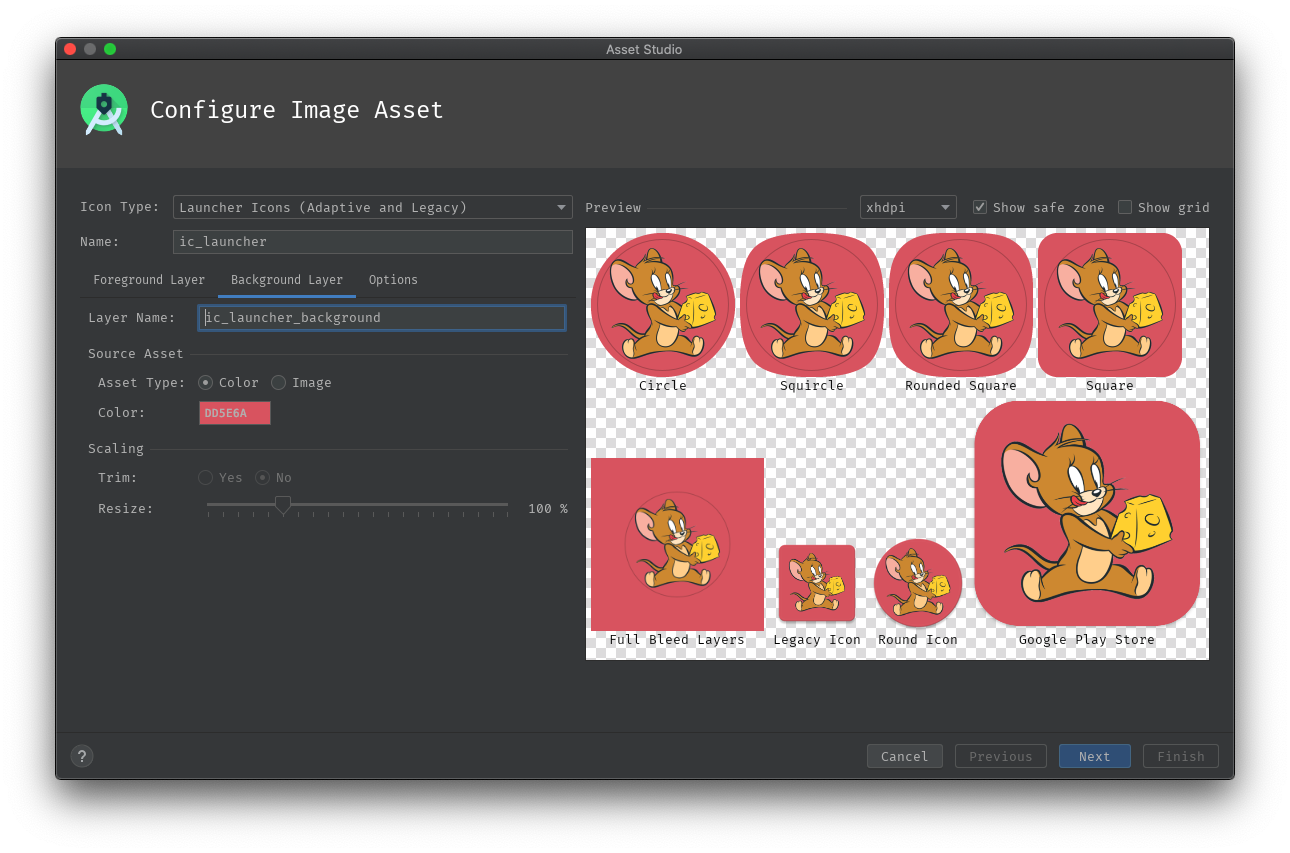 Asset Studio
Configure Image Asset
Icon Type: Launcher Icons (Adaptive and Legacy)
Name: ic_launcher
Foreground Layer Background Layer Options
Layer Name: ic_launcher_background
Source Asset
Asset Type: Color Image
Color: DD5E6A
Scaling
Trim: Yes No
Resize: 100 %
Preview xhdpi Show safe zone Show grid
Circle Squircle Rounded Square Square
Full Bleed Layers Legacy Icon Round Icon Google Play Store
? Cancel Previous Next Finish